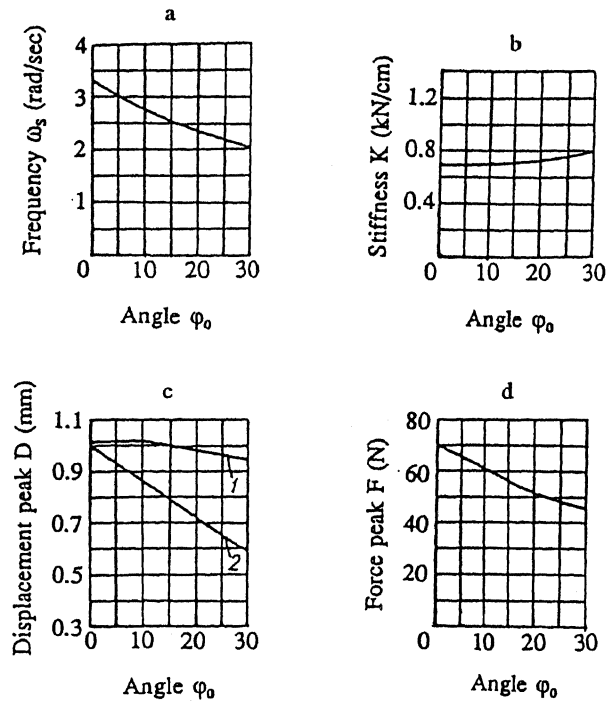 a
Frequency ωs (rad/sec)
4
3
2
1
0 10 20 30
Angle φ₀
b
Stiffness K (kN/cm)
1.2
0.8
0.4
0 10 20 30
Angle φ₀
c
Displacement peak D (mm)
1.1
0.9
0.7
0.5
0.3
0 10 20 30
1
2
Angle φ₀
d
Force peak F (N)
80
60
40
20
0 10 20 30
Angle φ₀